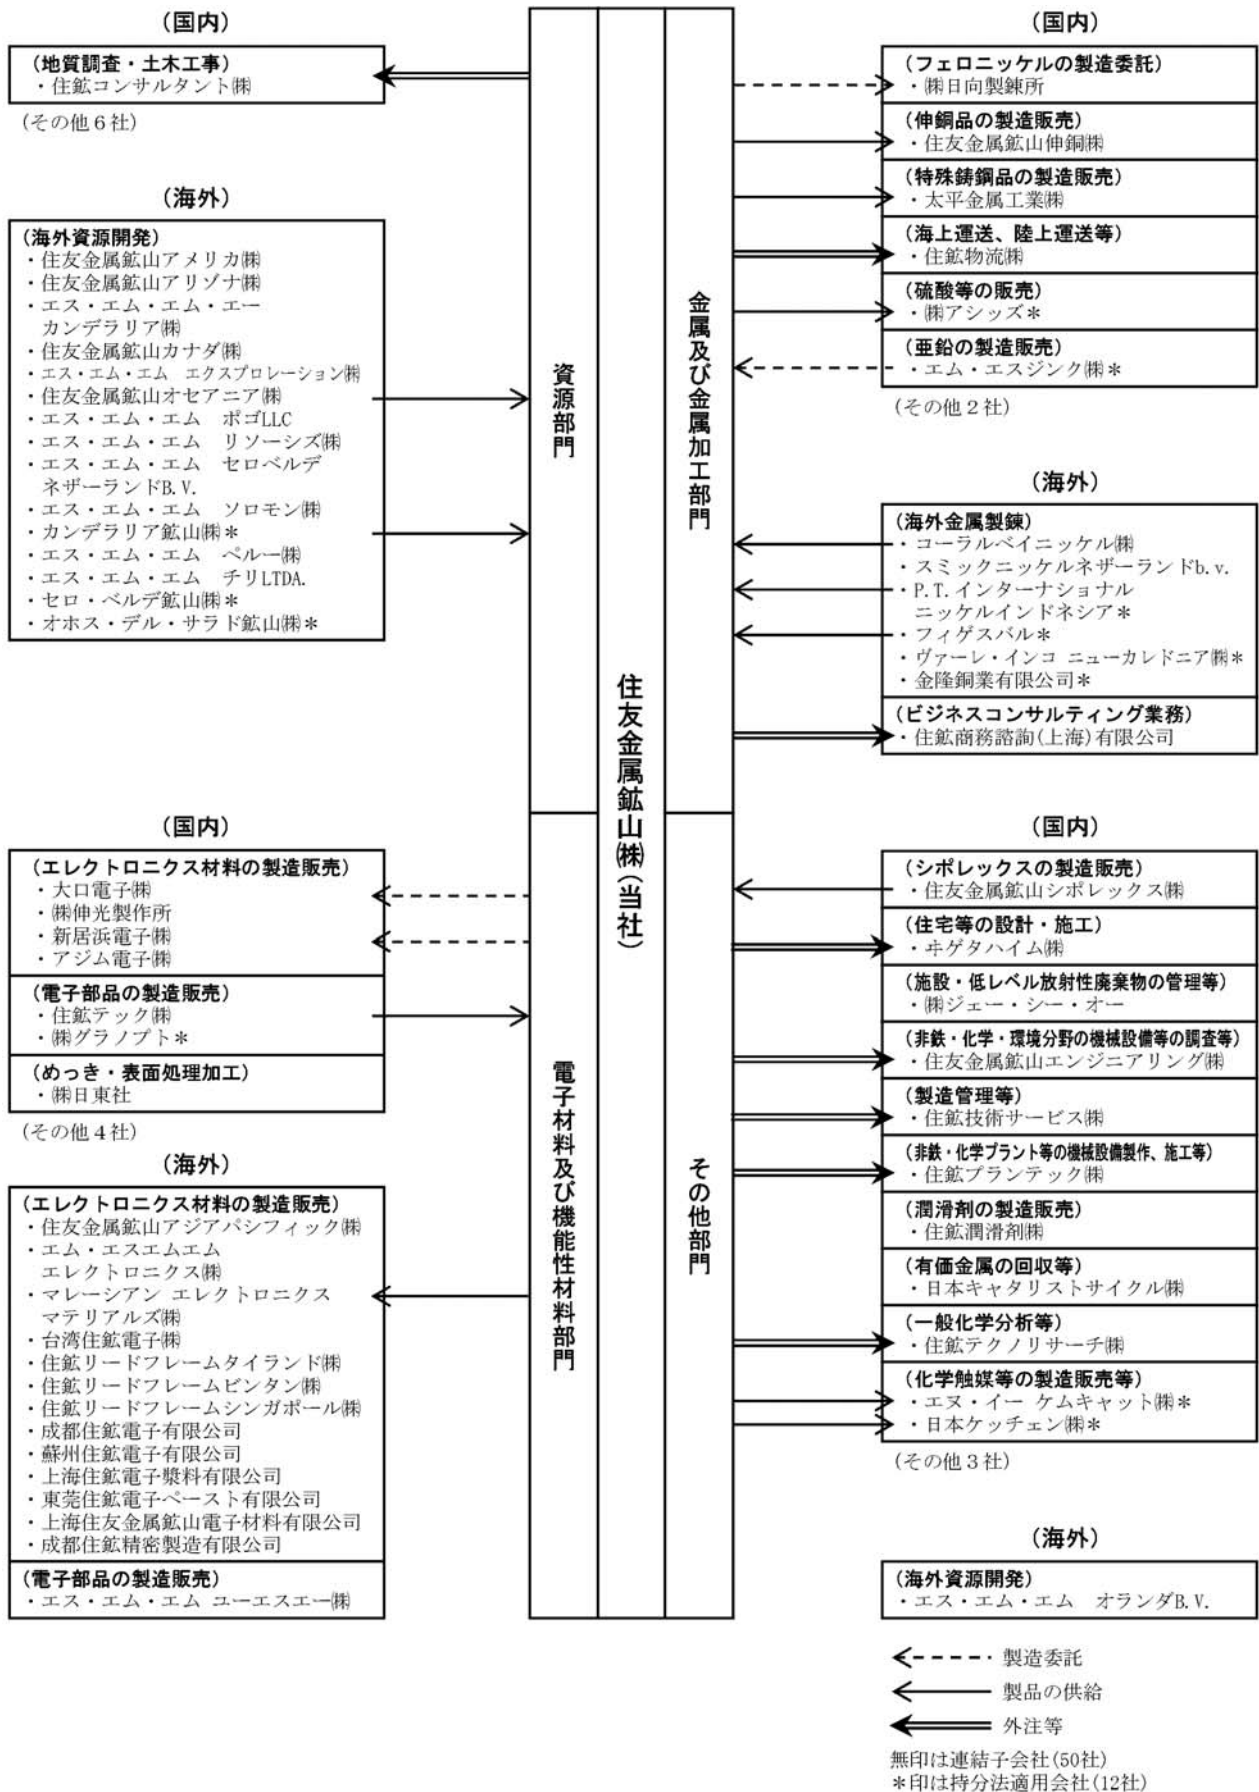 (国内)
(地質調査・土木工事)
・住鉱コンサルタント㈱
(その他6社)
(海外)
(海外資源開発)
・住友金属鉱山アメリカ㈱
・住友金属鉱山アリゾナ㈱
・エス・エム・エム・エー
カンデラリア㈱
・住友金属鉱山カナダ㈱
・エス・エム・エム エクスプロレーション㈱
・住友金属鉱山オセアニア㈱
・エス・エム・エム ポゴLLC
・エス・エム・エム リソーシズ㈱
・エス・エム・エム セロベルデ
ネザーランドB.V.
・エス・エム・エム ソロモン㈱
・カンデラリア鉱山㈱＊
・エス・エム・エム ペルー㈱
・エス・エム・エム チリLTDA.
・セロ・ベルデ鉱山㈱＊
・オホス・デル・サラド鉱山㈱＊
(国内)
(エレクトロニクス材料の製造販売)
・大口電子㈱
・㈱伸光製作所
・新居浜電子㈱
・アジム電子㈱
(電子部品の製造販売)
・住鉱テック㈱
・㈱グラノプト＊
(めっき・表面処理加工)
・㈱日東社
(その他4社)
(海外)
(エレクトロニクス材料の製造販売)
・住友金属鉱山アジアパシフィック㈱
・エム・エスエムエム
エレクトロニクス㈱
・マレーシアン エレクトロニクス
マテリアルズ㈱
・台湾住鉱電子㈱
・住鉱リードフレームタイランド㈱
・住鉱リードフレームビンタン㈱
・住鉱リードフレームシンガポール㈱
・成都住鉱電子有限公司
・蘇州住鉱電子有限公司
・上海住鉱電子漿料有限公司
・東莞住鉱電子ペースト有限公司
・上海住友金属鉱山電子材料有限公司
・成都住鉱精密製造有限公司
(電子部品の製造販売)
・エス・エム・エム ユーエスエー㈱
資源部門
電子材料及び機能性材料部門
住友金属鉱山㈱(当社)
金属及び金属加工部門
その他部門
(国内)
(フェロニッケルの製造委託)
・㈱日向製錬所
(伸銅品の製造販売)
・住友金属鉱山伸銅㈱
(特殊鋳鋼品の製造販売)
・太平金属工業㈱
(海上運送、陸上運送等)
・住鉱物流㈱
(硫酸等の販売)
・㈱アシッズ＊
(亜鉛の製造販売)
・エム・エスジンク㈱＊
(その他2社)
(海外)
(海外金属製錬)
・コーラルベイニッケル㈱
・スミックニッケルネザーランドb.v.
・P.T.インターナショナル
ニッケルインドネシア＊
・フィゲスバル＊
・ヴァーレ・インコ ニューカレドニア㈱＊
・金隆銅業有限公司＊
(ビジネスコンサルティング業務)
・住鉱商務諮詢(上海)有限公司
(国内)
(シポレックスの製造販売)
・住友金属鉱山シポレックス㈱
(住宅等の設計・施工)
・ヰゲタハイム㈱
(施設・低レベル放射性廃棄物の管理等)
・㈱ジェー・シー・オー
(非鉄・化学・環境分野の機械設備等の調査等)
・住友金属鉱山エンジニアリング㈱
(製造管理等)
・住鉱技術サービス㈱
(非鉄・化学プラント等の機械設備製作、施工等)
・住鉱プランテック㈱
(潤滑剤の製造販売)
・住鉱潤滑剤㈱
(有価金属の回収等)
・日本キャタリストサイクル㈱
(一般化学分析等)
・住鉱テクノリサーチ㈱
(化学触媒等の製造販売等)
・エヌ・イー ケムキャット㈱＊
・日本ケッチェン㈱＊
(その他3社)
(海外)
(海外資源開発)
・エス・エム・エム オランダB.V.
製造委託
製品の供給
外注等
無印は連結子会社(50社)
＊印は持分法適用会社(12社)